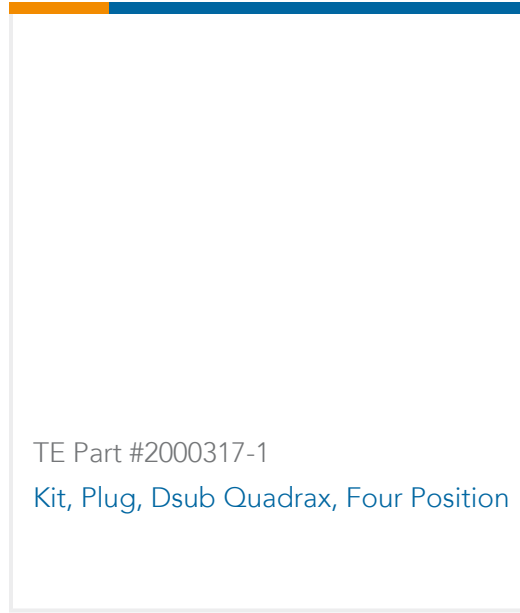 TE Part #2000317-1
Kit, Plug, Dsub Quadrax, Four Position